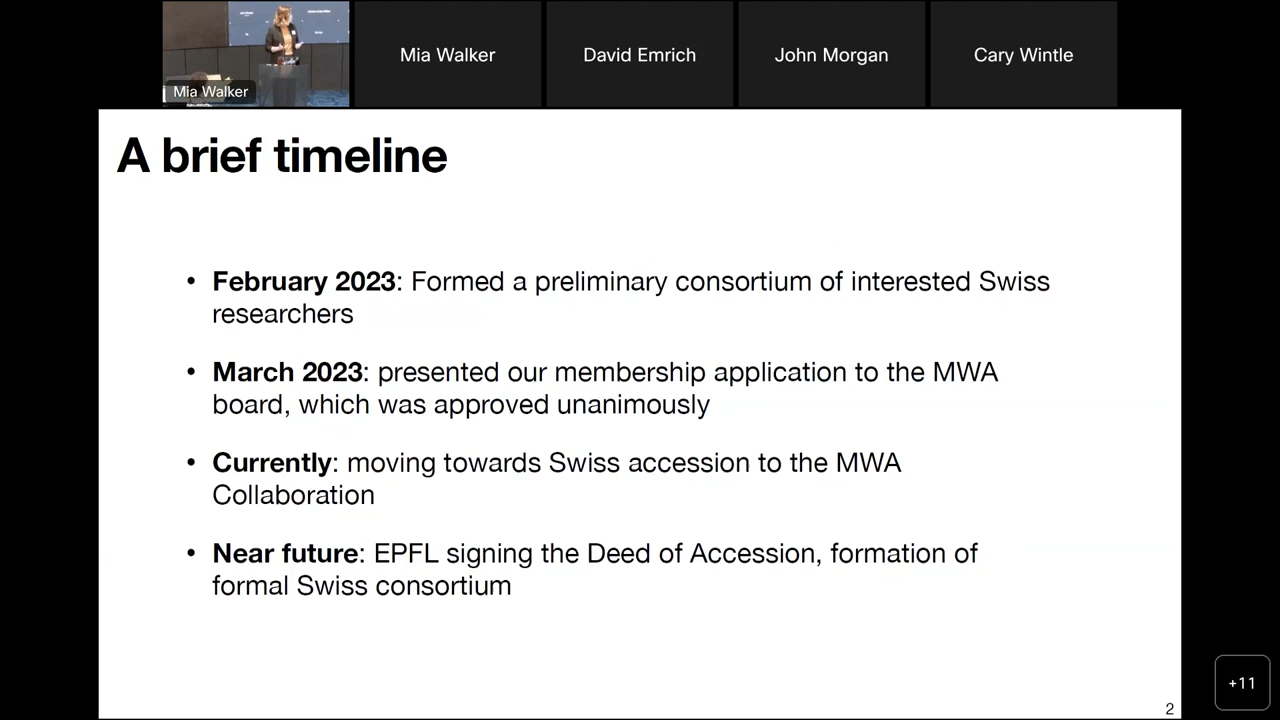 Mia Walker
Mia Walker
David Emrich
John Morgan
Cary Wintle
A brief timeline
• February 2023: Formed a preliminary consortium of interested Swiss
researchers
• March 2023: presented our membership application to the MWA
board, which was approved unanimously
• Currently: moving towards Swiss accession to the MWA
Collaboration
• Near future: EPFL signing the Deed of Accession, formation of
formal Swiss consortium
+11
2